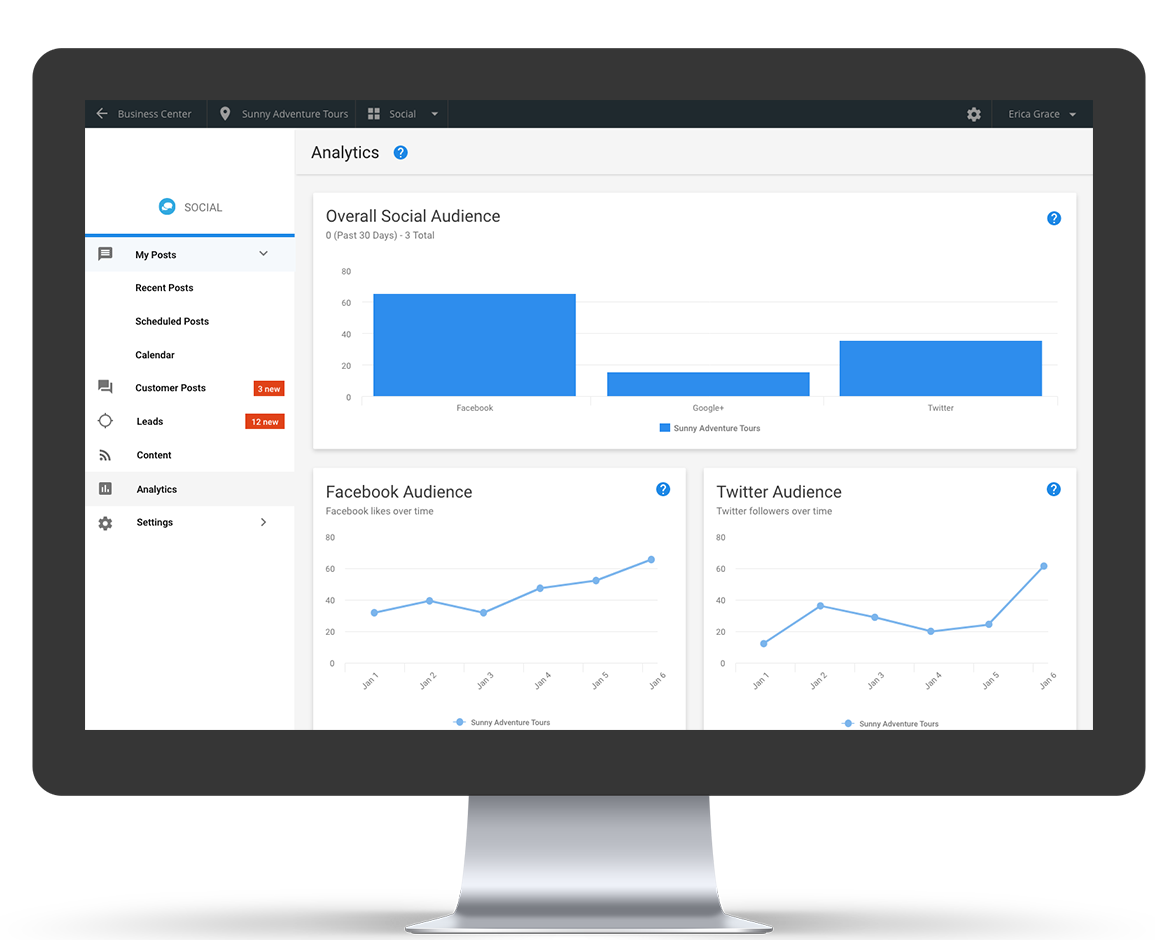 Business Center Sunny Adventure Tours Social Erica Grace
Analytics ?
SOCIAL
My Posts
Recent Posts
Scheduled Posts
Calendar
Customer Posts 3 new
Leads 12 new
Content
Analytics
Settings
Overall Social Audience ?
0 (Past 30 Days) - 3 Total
80
60
40
20
0
Facebook Google+ Twitter
Sunny Adventure Tours
Facebook Audience ?
Facebook likes over time
80
60
40
20
0
Jan 1 Jan 2 Jan 3 Jan 4 Jan 5 Jan 6
Sunny Adventure Tours
Twitter Audience ?
Twitter followers over time
80
60
40
20
0
Jan 1 Jan 2 Jan 3 Jan 4 Jan 5 Jan 6
Sunny Adventure Tours